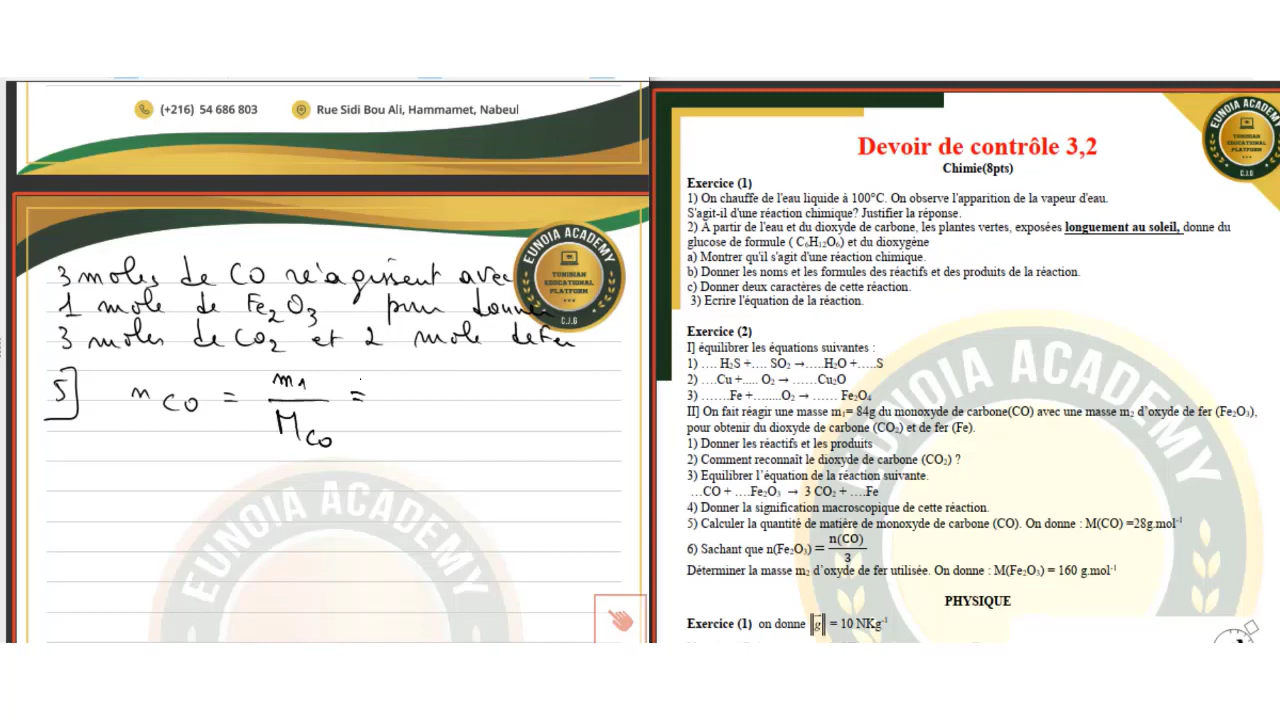 (+216) 54 686 803
Rue Sidi Bou Ali, Hammamet, Nabeul
EUNOIA ACADEMY
TUNISIAN
EDUCATIONAL
PLATFORM
C.J.G
3 moles de CO réagissent avec
1 mole de Fe2O3 pour donner
3 moles de CO2 et 2 mole de Fer
5] nCO = m1 / MCO =
EUNOIA ACADEMY
EUNOIA ACADEMY
TUNISIAN
EDUCATIONAL
PLATFORM
C.J.G
Devoir de contrôle 3,2
Chimie(8pts)
Exercice (1)
1) On chauffe de l'eau liquide à 100°C. On observe l'apparition de la vapeur d'eau.
S'agit-il d'une réaction chimique? Justifier la réponse.
2) À partir de l'eau et du dioxyde de carbone, les plantes vertes, exposées longuement au soleil, donne du
glucose de formule ( C6H12O6) et du dioxygène
a) Montrer qu'il s'agit d'une réaction chimique.
b) Donner les noms et les formules des réactifs et des produits de la réaction.
c) Donner deux caractères de cette réaction.
3) Ecrire l'équation de la réaction.
Exercice (2)
I] équilibrer les équations suivantes :
1) .... H2S +.... SO2 →.....H2O +.....S
2) ....Cu +..... O2 → ......Cu2O
3) .......Fe +........O2 → ...... Fe2O4
II] On fait réagir une masse m1= 84g du monoxyde de carbone(CO) avec une masse m2 d'oxyde de fer (Fe2O3),
pour obtenir du dioxyde de carbone (CO2) et de fer (Fe).
1) Donner les réactifs et les produits
2) Comment reconnaît le dioxyde de carbone (CO2) ?
3) Equilibrer l'équation de la réaction suivante.
...CO + ....Fe2O3 → 3 CO2 + ....Fe
4) Donner la signification macroscopique de cette réaction.
5) Calculer la quantité de matière de monoxyde de carbone (CO). On donne : M(CO) =28g.mol-1
6) Sachant que n(Fe2O3) = n(CO) / 3
Déterminer la masse m2 d'oxyde de fer utilisée. On donne : M(Fe2O3) = 160 g.mol-1
PHYSIQUE
Exercice (1) on donne ||g|| = 10 NKg-1
EUNOIA ACADEMY